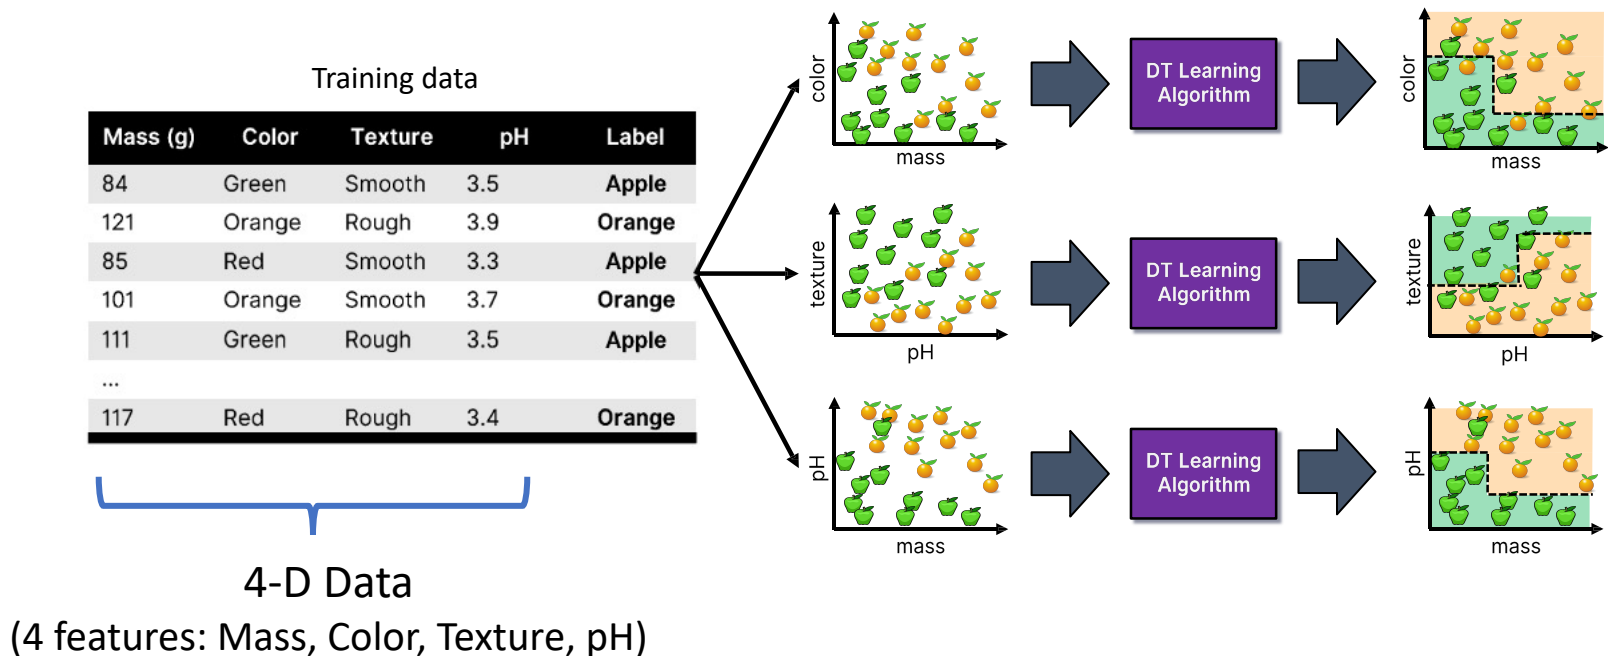 Training data
Mass (g) Color Texture pH Label
84 Green Smooth 3.5 Apple
121 Orange Rough 3.9 Orange
85 Red Smooth 3.3 Apple
101 Orange Smooth 3.7 Orange
111 Green Rough 3.5 Apple
...
117 Red Rough 3.4 Orange
4-D Data
(4 features: Mass, Color, Texture, pH)
color
mass
DT Learning
Algorithm
color
mass
texture
pH
DT Learning
Algorithm
texture
pH
pH
mass
DT Learning
Algorithm
pH
mass